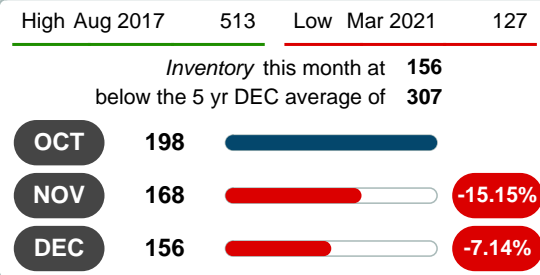 High Aug 2017 513 Low Mar 2021 127
Inventory this month at 156
below the 5 yr DEC average of 307
OCT 198
NOV 168 -15.15%
DEC 156 -7.14%